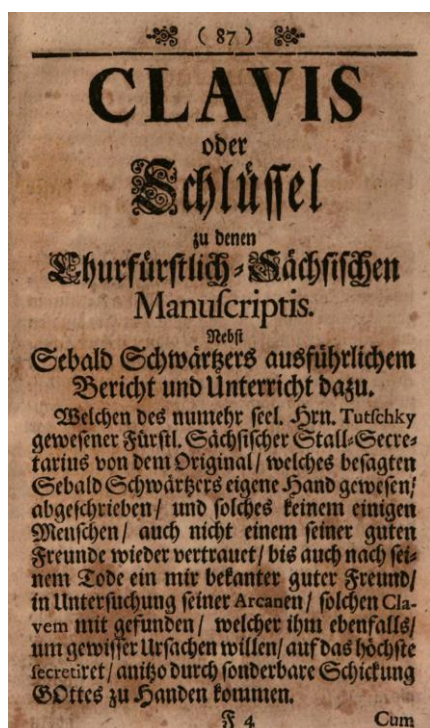 ( 87 )
CLAVIS
oder
Schlüssel
zu denen
Churfürstlich-Sächsischen
Manuscriptis.
Nebst
Sebald Schwärtzers ausführlichem
Bericht und Unterricht dazu.
Welchen des numehr seel. Hrn. Tutschky
gewesener Fürstl. Sächsischer Stall-Secre-
tarius von dem Original/ welches besagten
Sebald Schwärtzers eigene Hand gewesen/
abgeschrieben/ und solches keinem einigen
Menschen/ auch nicht einem seiner guten
Freunde wieder vertrauet/ bis auch nach sei-
nem Tode ein mir bekanter guter Freund/
in Untersuchung seiner Arcanen/ solchen Cla-
vem mit gefunden/ welcher ihm ebenfalls/
um gewisser Ursachen willen/ auf das höchste
secretiret/ anitzo durch sonderbare Schickung
GOttes zu Handen kommen.
F 4 Cum